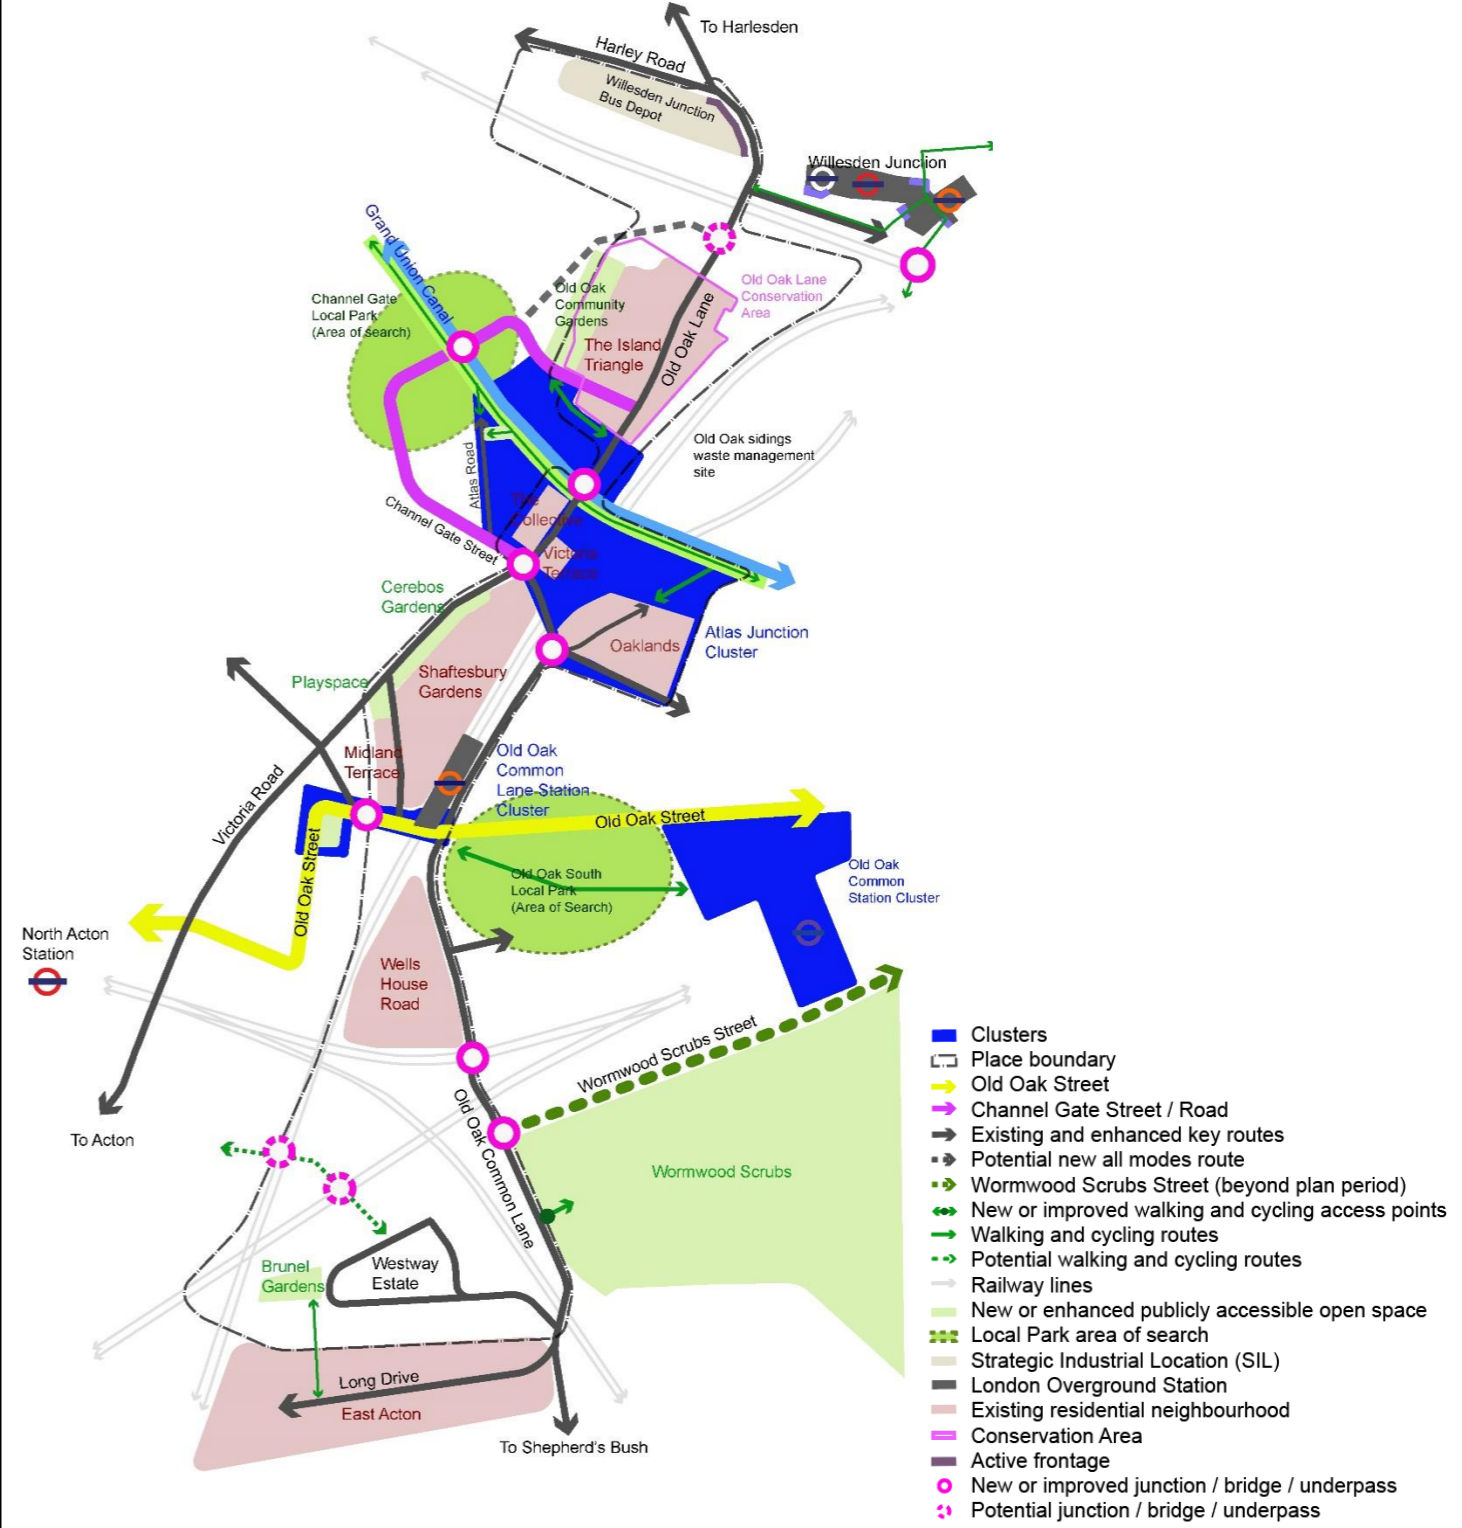 To Harlesden
Harley Road
Willesden Junction
Bus Depot
Willesden Junction
Grand Union Canal
Channel Gate
Local Park
(Area of search)
Old Oak
Community
Gardens
Old Oak Lane
Conservation
Area
The Island
Triangle
Old Oak Lane
Old Oak sidings
waste management
site
Atlas Road
Channel Gate Street
The
Collective
Victoria
Terrace
Cerebos
Gardens
Oaklands
Atlas Junction
Cluster
Playspace
Shaftesbury
Gardens
Midland
Terrace
Old Oak
Common
Lane Station
Cluster
Victoria Road
Old Oak Street
Old Oak Street
Old Oak South
Local Park
(Area of Search)
Old Oak
Common
Station Cluster
North Acton
Station
Wells
House
Road
Wormwood Scrubs Street
To Acton
Old Oak Common Lane
Wormwood Scrubs
Brunel
Gardens
Westway
Estate
Long Drive
East Acton
To Shepherd's Bush
Clusters
Place boundary
Old Oak Street
Channel Gate Street / Road
Existing and enhanced key routes
Potential new all modes route
Wormwood Scrubs Street (beyond plan period)
New or improved walking and cycling access points
Walking and cycling routes
Potential walking and cycling routes
Railway lines
New or enhanced publicly accessible open space
Local Park area of search
Strategic Industrial Location (SIL)
London Overground Station
Existing residential neighbourhood
Conservation Area
Active frontage
New or improved junction / bridge / underpass
Potential junction / bridge / underpass